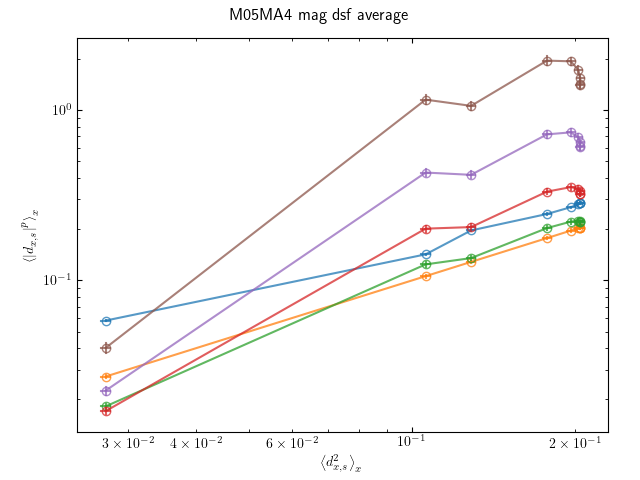 M05MA4 mag dsf average
10⁰
10⁻¹
⟨|d_{x,s}|^p⟩_x
3 × 10⁻²
4 × 10⁻²
6 × 10⁻²
10⁻¹
2 × 10⁻¹
⟨d²_{x,s}⟩_x